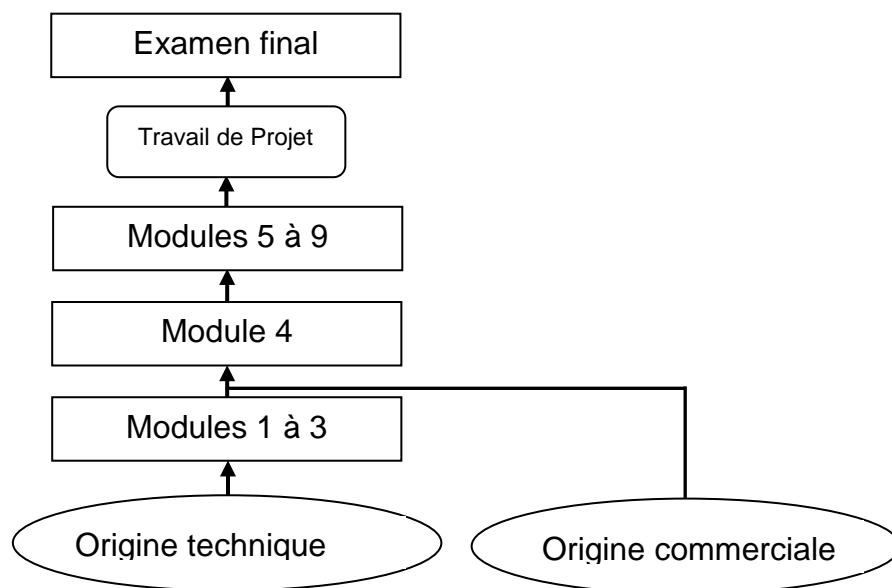 Examen final
Travail de Projet
Modules 5 à 9
Module 4
Modules 1 à 3
Origine technique
Origine commerciale